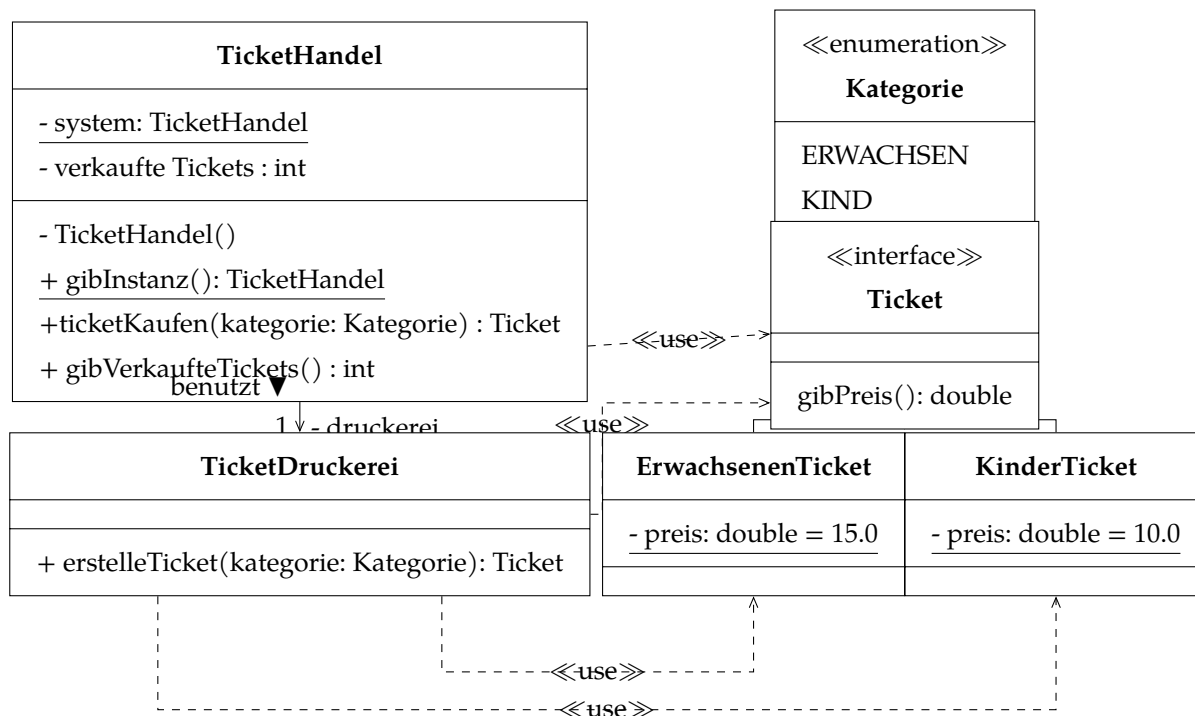 TicketHandel
- system: TicketHandel
- verkaufte Tickets : int
- TicketHandel()
+ gibInstanz(): TicketHandel
+ticketKaufen(kategorie: Kategorie) : Ticket
+ gibVerkaufteTickets() : int
benutzt ▼
1 - druckerei
≪enumeration≫
Kategorie
ERWACHSEN
KIND
≪interface≫
Ticket
gibPreis(): double
≪use≫
≪use≫
TicketDruckerei
+ erstelleTicket(kategorie: Kategorie): Ticket
ErwachsenenTicket
- preis: double = 15.0
KinderTicket
- preis: double = 10.0
≪use≫
≪use≫